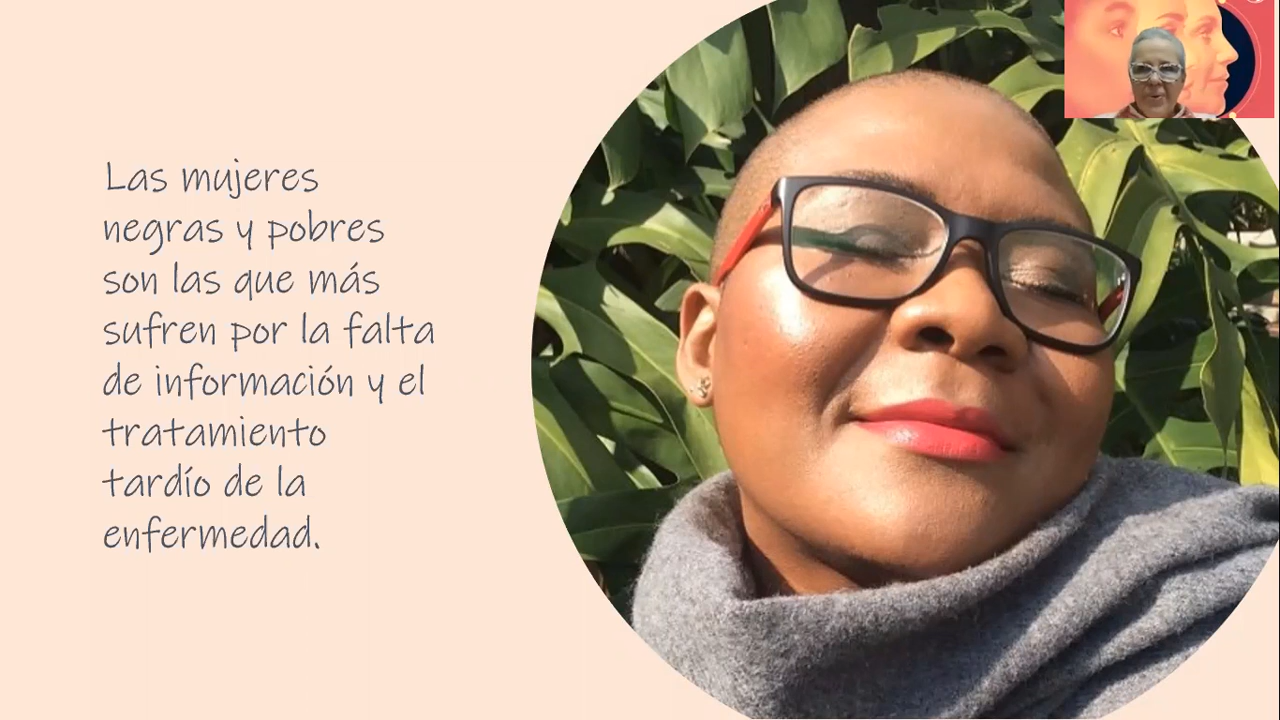 Las mujeres
negras y pobres
son las que más
sufren por la falta
de información y el
tratamiento
tardío de la
enfermedad.